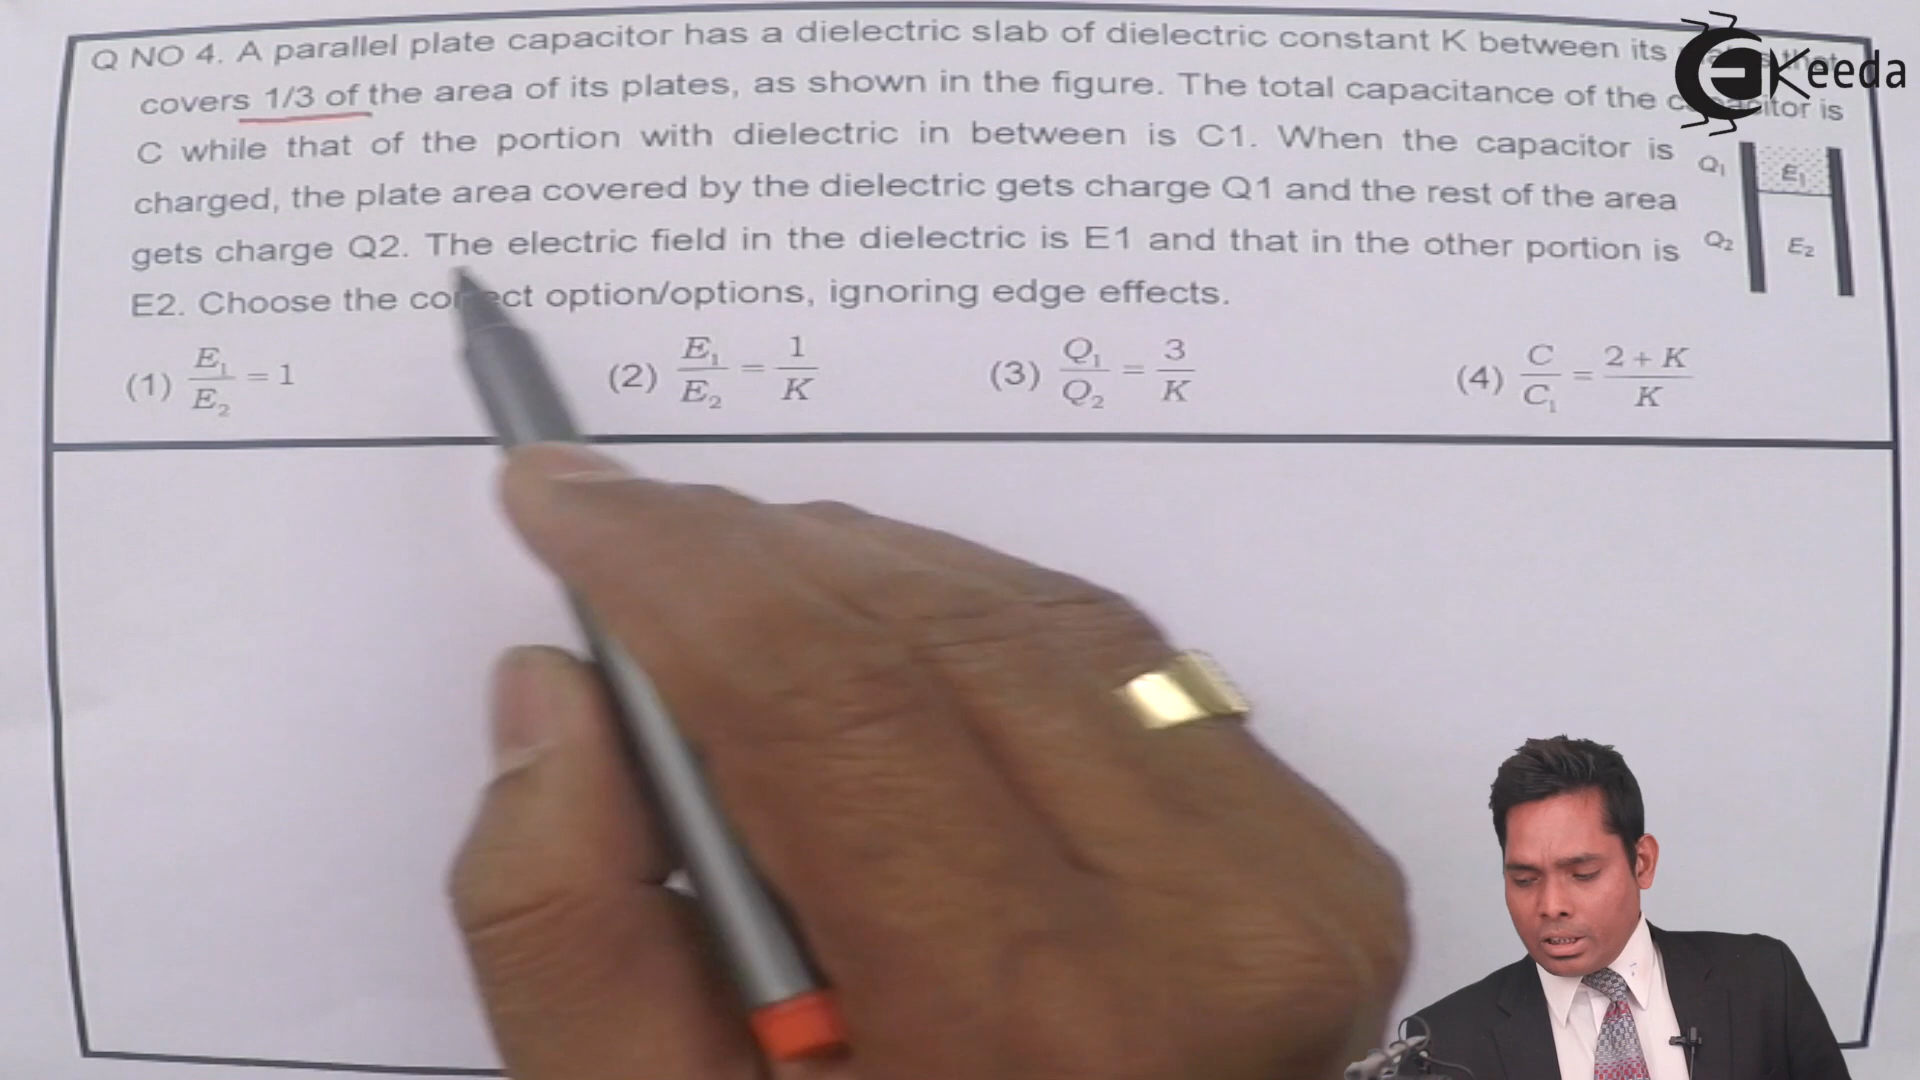 Q NO 4. A parallel plate capacitor has a dielectric slab of dielectric constant K between its that
covers 1/3 of the area of its plates, as shown in the figure. The total capacitance of the capacitor is
C while that of the portion with dielectric in between is C1. When the capacitor is
charged, the plate area covered by the dielectric gets charge Q1 and the rest of the area
gets charge Q2. The electric field in the dielectric is E1 and that in the other portion is
E2. Choose the correct option/options, ignoring edge effects.
(1) E₁/E₂ = 1 (2) E₁/E₂ = 1/K (3) Q₁/Q₂ = 3/K (4) C/C₁ = (2 + K)/K
Q₁ E₁
Q₂ E₂
EKeeda